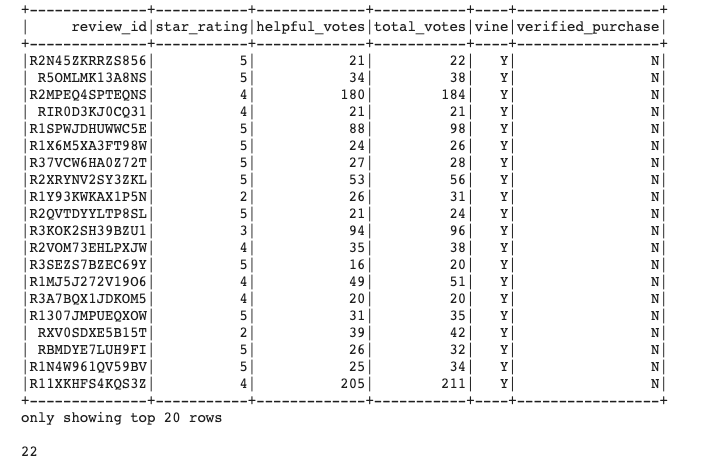 +--------------+-----------+-------------+-----------+----+-----------------+
|     review_id|star_rating|helpful_votes|total_votes|vine|verified_purchase|
+--------------+-----------+-------------+-----------+----+-----------------+
|R2N45ZKRRZS856|          5|           21|         22|   Y|                N|
| R5OMLMK13A8NS|          5|           34|         38|   Y|                N|
|R2MPEQ4SPTEQNS|          4|          180|        184|   Y|                N|
| RIR0D3KJ0CQ31|          4|           21|         21|   Y|                N|
|R1SPWJDHUWWC5E|          5|           88|         98|   Y|                N|
|R1X6M5XA3FT98W|          5|           24|         26|   Y|                N|
|R37VCW6HA0Z72T|          5|           27|         28|   Y|                N|
|R2XRYNV2SY3ZKL|          5|           53|         56|   Y|                N|
|R1Y93KWKAX1P5N|          2|           26|         31|   Y|                N|
|R2QVTDYYLTP8SL|          5|           21|         24|   Y|                N|
|R3KOK2SH39BZU1|          3|           94|         96|   Y|                N|
|R2VOM73EHLPXJW|          4|           35|         38|   Y|                N|
|R3SEZS7BZEC69Y|          5|           16|         20|   Y|                N|
|R1MJ5J272V19O6|          4|           49|         51|   Y|                N|
|R3A7BQX1JDKOM5|          4|           20|         20|   Y|                N|
|R1307JMPUEQXOW|          5|           31|         35|   Y|                N|
| RXV0SDXE5B15T|          2|           39|         42|   Y|                N|
| RBMDYE7LUH9FI|          5|           26|         32|   Y|                N|
|R1N4W961QV59BV|          5|           25|         34|   Y|                N|
|R11XKHFS4KQS3Z|          4|          205|        211|   Y|                N|
+--------------+-----------+-------------+-----------+----+-----------------+
only showing top 20 rows
22